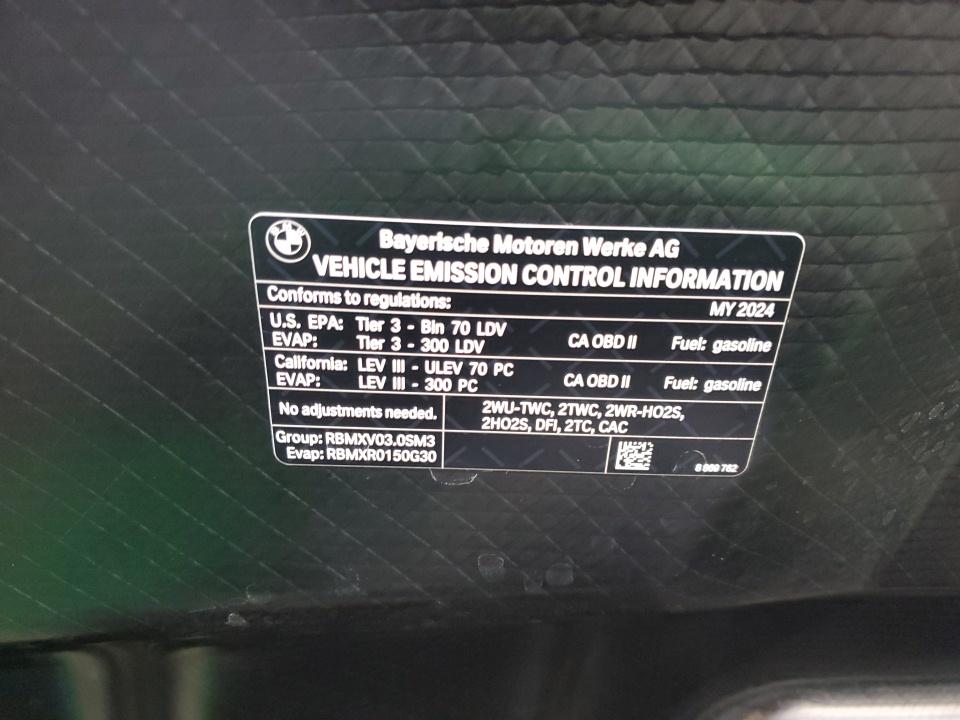 BMW
Bayerische Motoren Werke AG
VEHICLE EMISSION CONTROL INFORMATION
Conforms to regulations: MY 2024
U.S. EPA: Tier 3 - Bin 70 LDV
EVAP: Tier 3 - 300 LDV CA OBD II Fuel: gasoline
California: LEV III - ULEV 70 PC
EVAP: LEV III - 300 PC CA OBD II Fuel: gasoline
No adjustments needed.
2WU-TWC, 2TWC, 2WR-HO2S,
2HO2S, DFI, 2TC, CAC
Group: RBMXV03.0SM3
Evap: RBMXR0150G30